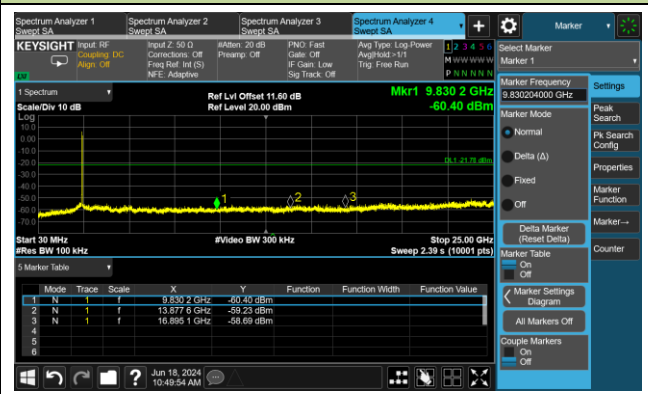 Spectrum Analyzer 1
Swept SA
Spectrum Analyzer 2
Swept SA
Spectrum Analyzer 3
Swept SA
Spectrum Analyzer 4
Swept SA
+
Marker
KEYSIGHT
Input: RF
Coupling: DC
Align: Off
Input Z: 50 Ω
Corrections: Off
Freq Ref: Int (S)
NFE: Adaptive
#Atten: 20 dB
Preamp: Off
PNO: Fast
Gate: Off
IF Gain: Low
Sig Track: Off
Avg Type: Log-Power
Avg|Hold:>1/1
Trig: Free Run
1 2 3 4 5 6
M W W W W W
P N N N N N
Select Marker
Marker 1
1 Spectrum
Scale/Div 10 dB
Ref Lvl Offset 11.60 dB
Ref Level 20.00 dBm
Mkr1 9.830 2 GHz
-60.40 dBm
Log
10.0
0.00
-10.0
-20.0
-30.0
-40.0
-50.0
-60.0
-70.0
DL1 -21.78 dBm
1
2
3
Start 30 MHz
#Res BW 100 kHz
#Video BW 300 kHz
Stop 25.00 GHz
Sweep 2.39 s (10001 pts)
5 Marker Table
Mode Trace Scale X Y Function Function Width Function Value
1 N 1 f 9.830 2 GHz -60.40 dBm
2 N 1 f 13.877 6 GHz -59.23 dBm
3 N 1 f 16.895 1 GHz -58.69 dBm
4
5
6
Marker Frequency
9.830204000 GHz
Marker Mode
Normal
Delta (Δ)
Fixed
Off
Delta Marker
(Reset Delta)
Marker Table
On
Off
Marker Settings
Diagram
All Markers Off
Couple Markers
On
Off
Settings
Peak
Search
Pk Search
Config
Properties
Marker
Function
Marker→
Counter
?
Jun 18, 2024
10:49:54 AM